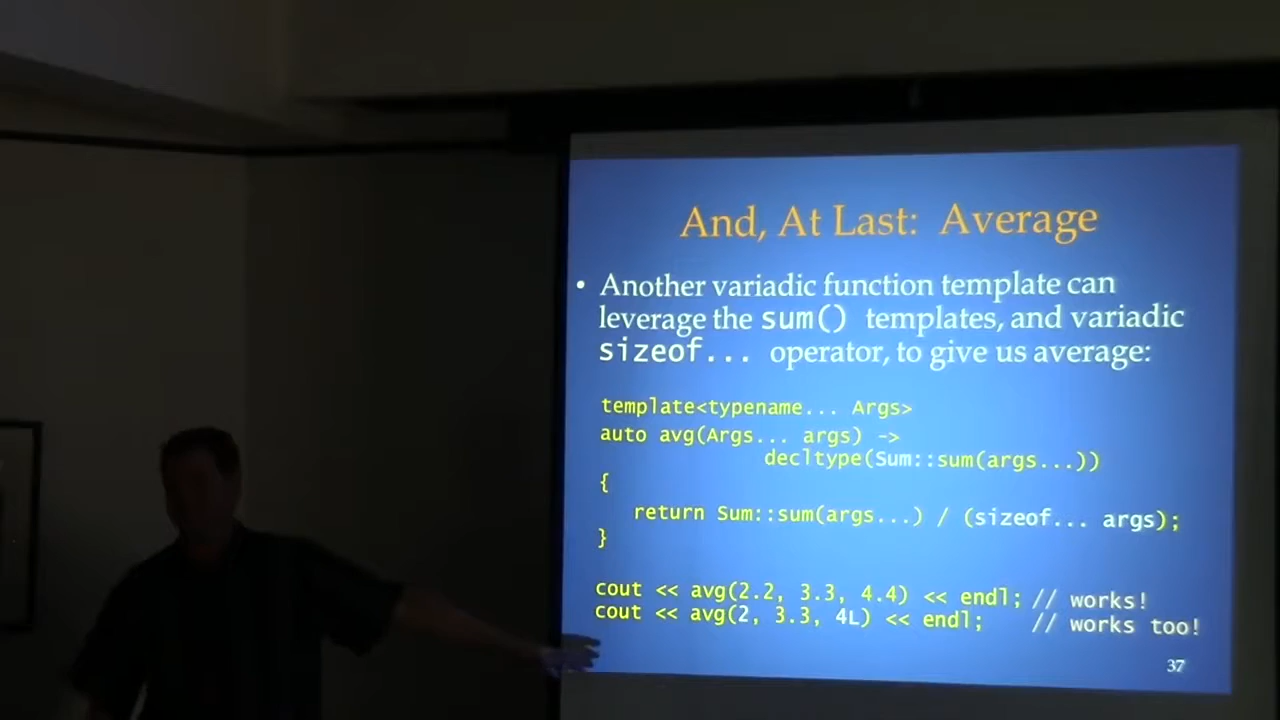 And, At Last: Average
• Another variadic function template can
leverage the sum() templates, and variadic
sizeof... operator, to give us average:
template<typename... Args>
auto avg(Args... args) ->
decltype(Sum::sum(args...))
{
return Sum::sum(args...) / (sizeof... args);
}
cout << avg(2.2, 3.3, 4.4) << endl; // works!
cout << avg(2, 3.3, 4L) << endl; // works too!
37